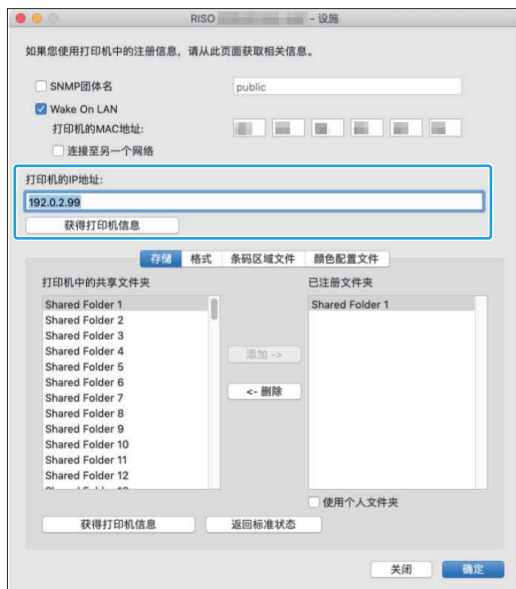 RISO - 设施
如果您使用打印机中的注册信息，请从此页面获取相关信息。
SNMP团体名
public
Wake On LAN
打印机的MAC地址:
连接至另一个网络
打印机的IP地址:
192.0.2.99
获得打印机信息
存储 格式 条码区域文件 颜色配置文件
打印机中的共享文件夹
已注册文件夹
Shared Folder 1
Shared Folder 2
Shared Folder 3
Shared Folder 4
Shared Folder 5
Shared Folder 6
Shared Folder 7
Shared Folder 8
Shared Folder 9
Shared Folder 10
Shared Folder 11
Shared Folder 12
Shared Folder 1
添加 ->
<- 删除
使用个人文件夹
获得打印机信息
返回标准状态
关闭
确定